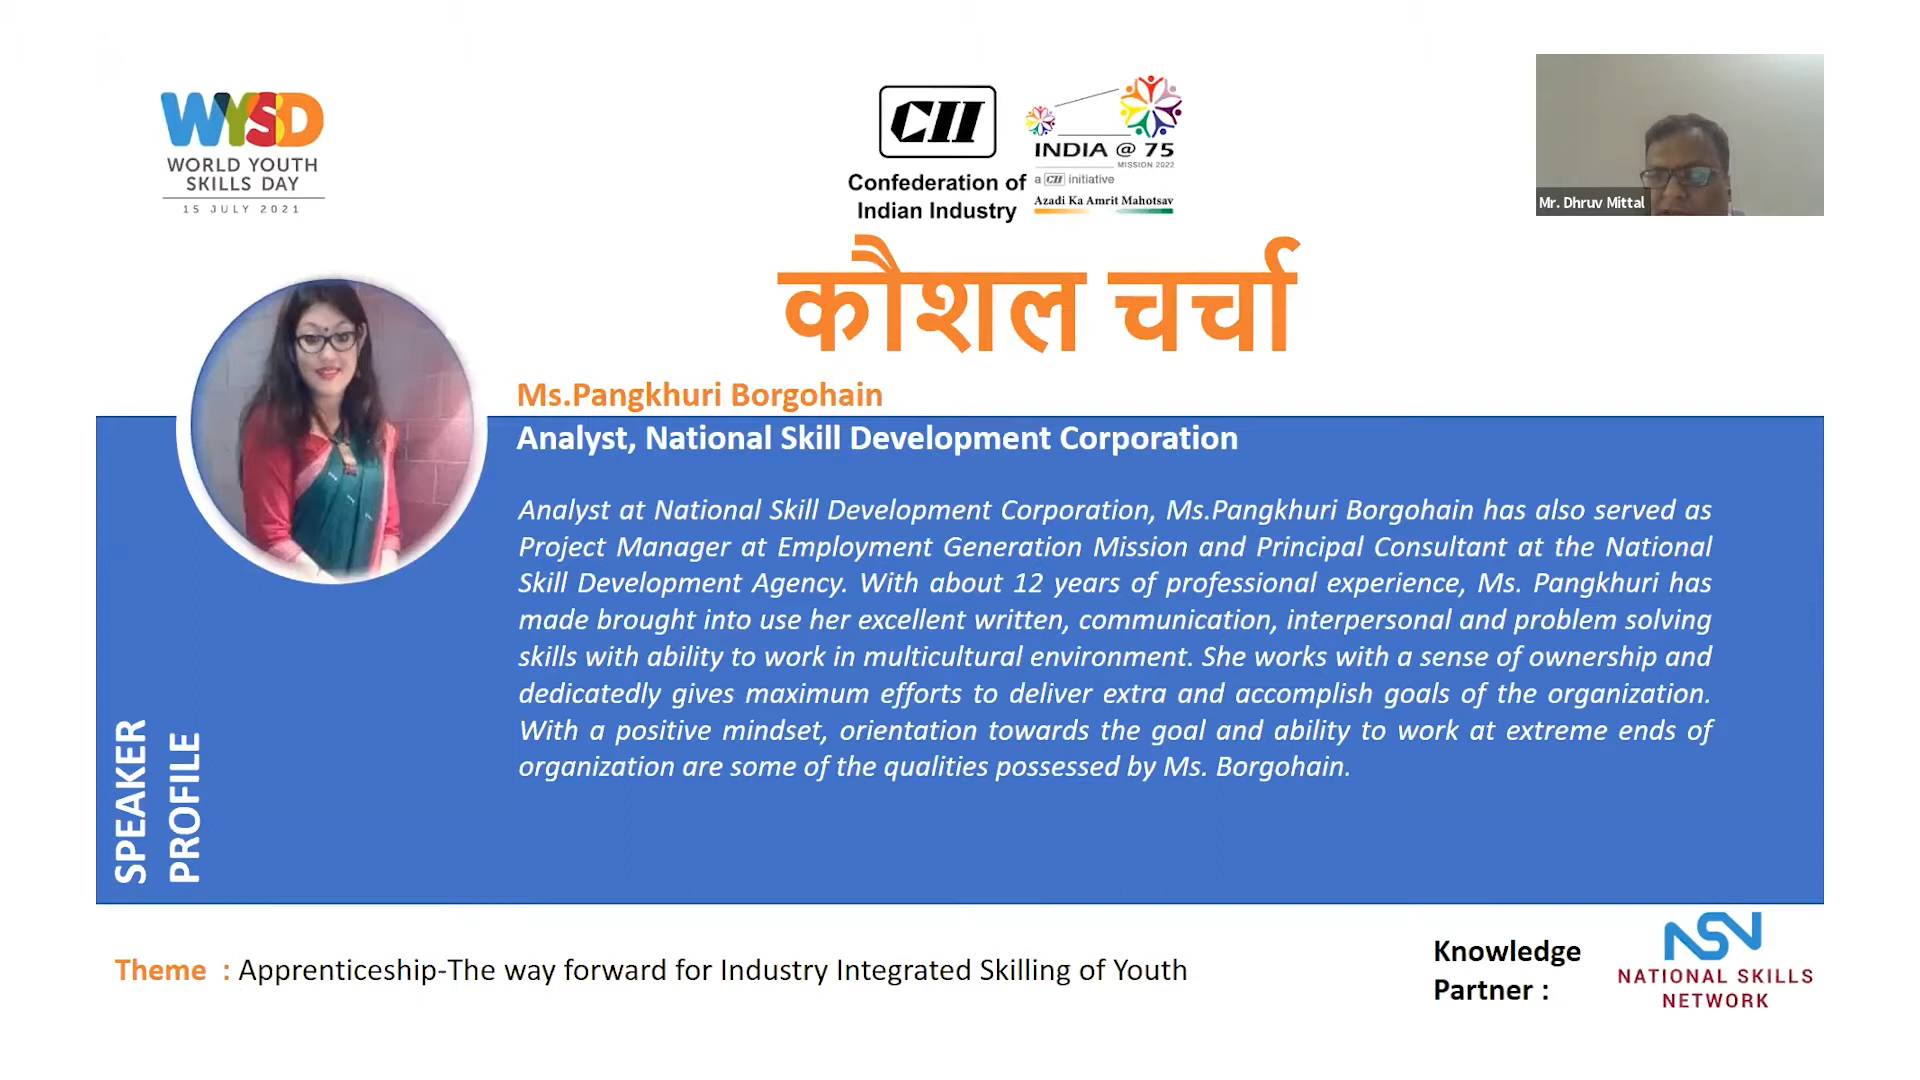 WYSD
WORLD YOUTH
SKILLS DAY
15 JULY 2021
CII
Confederation of
Indian Industry
INDIA @ 75
MISSION 2022
a CII initiative
Azadi Ka Amrit Mahotsav
Mr. Dhruv Mittal
कौशल चर्चा
Ms.Pangkhuri Borgohain
Analyst, National Skill Development Corporation
Analyst at National Skill Development Corporation, Ms.Pangkhuri Borgohain has also served as
Project Manager at Employment Generation Mission and Principal Consultant at the National
Skill Development Agency. With about 12 years of professional experience, Ms. Pangkhuri has
made brought into use her excellent written, communication, interpersonal and problem solving
skills with ability to work in multicultural environment. She works with a sense of ownership and
dedicatedly gives maximum efforts to deliver extra and accomplish goals of the organization.
With a positive mindset, orientation towards the goal and ability to work at extreme ends of
organization are some of the qualities possessed by Ms. Borgohain.
SPEAKER
PROFILE
Theme : Apprenticeship-The way forward for Industry Integrated Skilling of Youth
Knowledge
Partner :
NSN
NATIONAL SKILLS
NETWORK